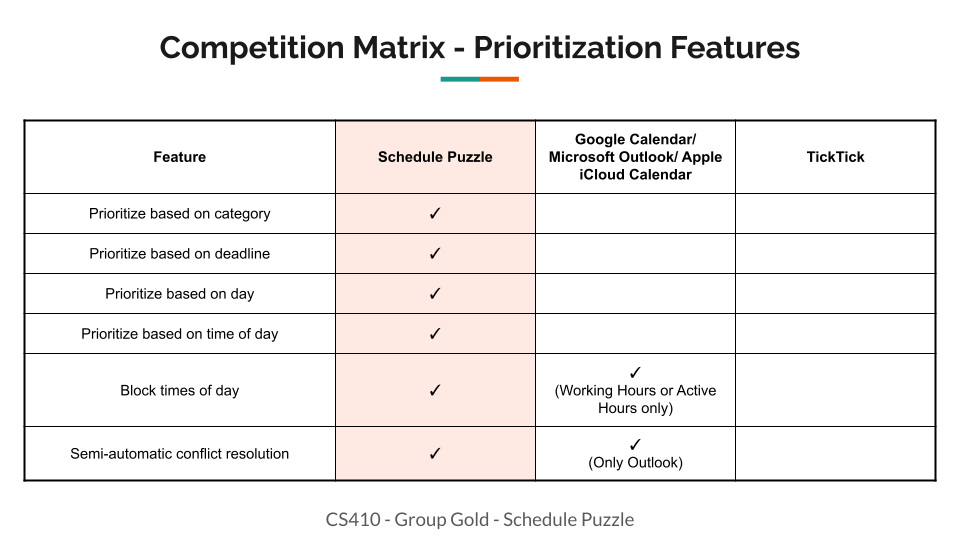 Competition Matrix - Prioritization Features
Feature
Schedule Puzzle
Google Calendar/
Microsoft Outlook/ Apple
iCloud Calendar
TickTick
Prioritize based on category
✓
Prioritize based on deadline
✓
Prioritize based on day
✓
Prioritize based on time of day
✓
Block times of day
✓
✓
(Working Hours or Active
Hours only)
Semi-automatic conflict resolution
✓
✓
(Only Outlook)
CS410 - Group Gold - Schedule Puzzle